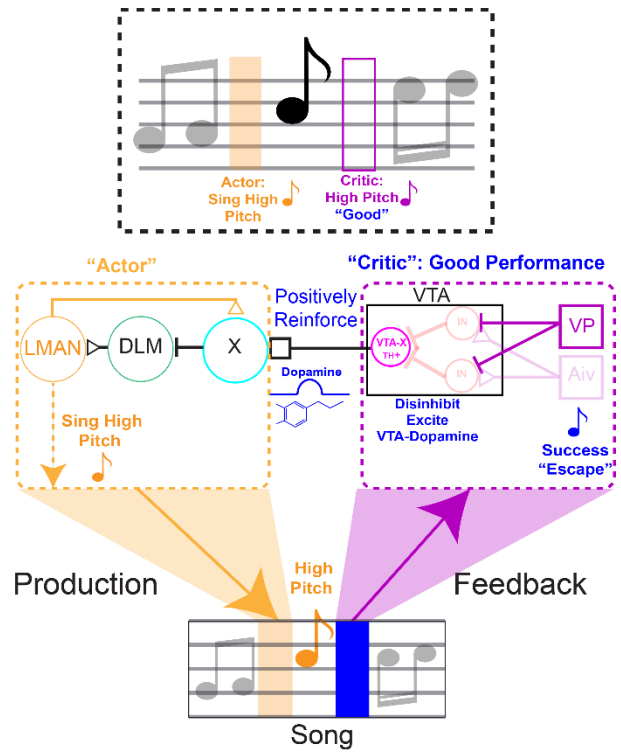 Actor:
Sing High
Pitch
Critic:
High Pitch
“Good”
“Actor”
“Critic”: Good Performance
Positively
Reinforce
VTA
LMAN
DLM
X
VTA-X
TH+
IN
IN
VP
Aiv
Dopamine
Disinhibit
Excite
VTA-Dopamine
Sing High
Pitch
Success
“Escape”
High
Pitch
Production
Feedback
Song